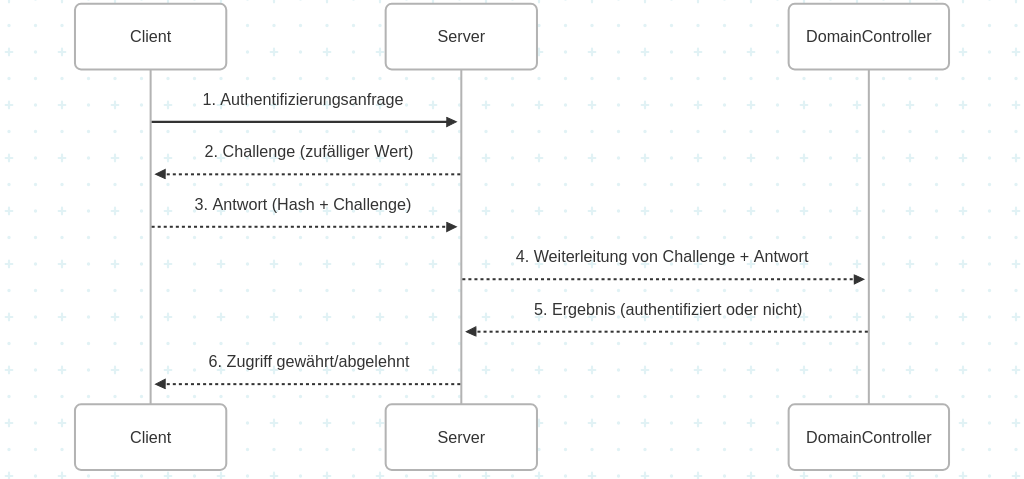 Client
Server
DomainController
1. Authentifizierungsanfrage
2. Challenge (zufälliger Wert)
3. Antwort (Hash + Challenge)
4. Weiterleitung von Challenge + Antwort
5. Ergebnis (authentifiziert oder nicht)
6. Zugriff gewährt/abgelehnt
Client
Server
DomainController